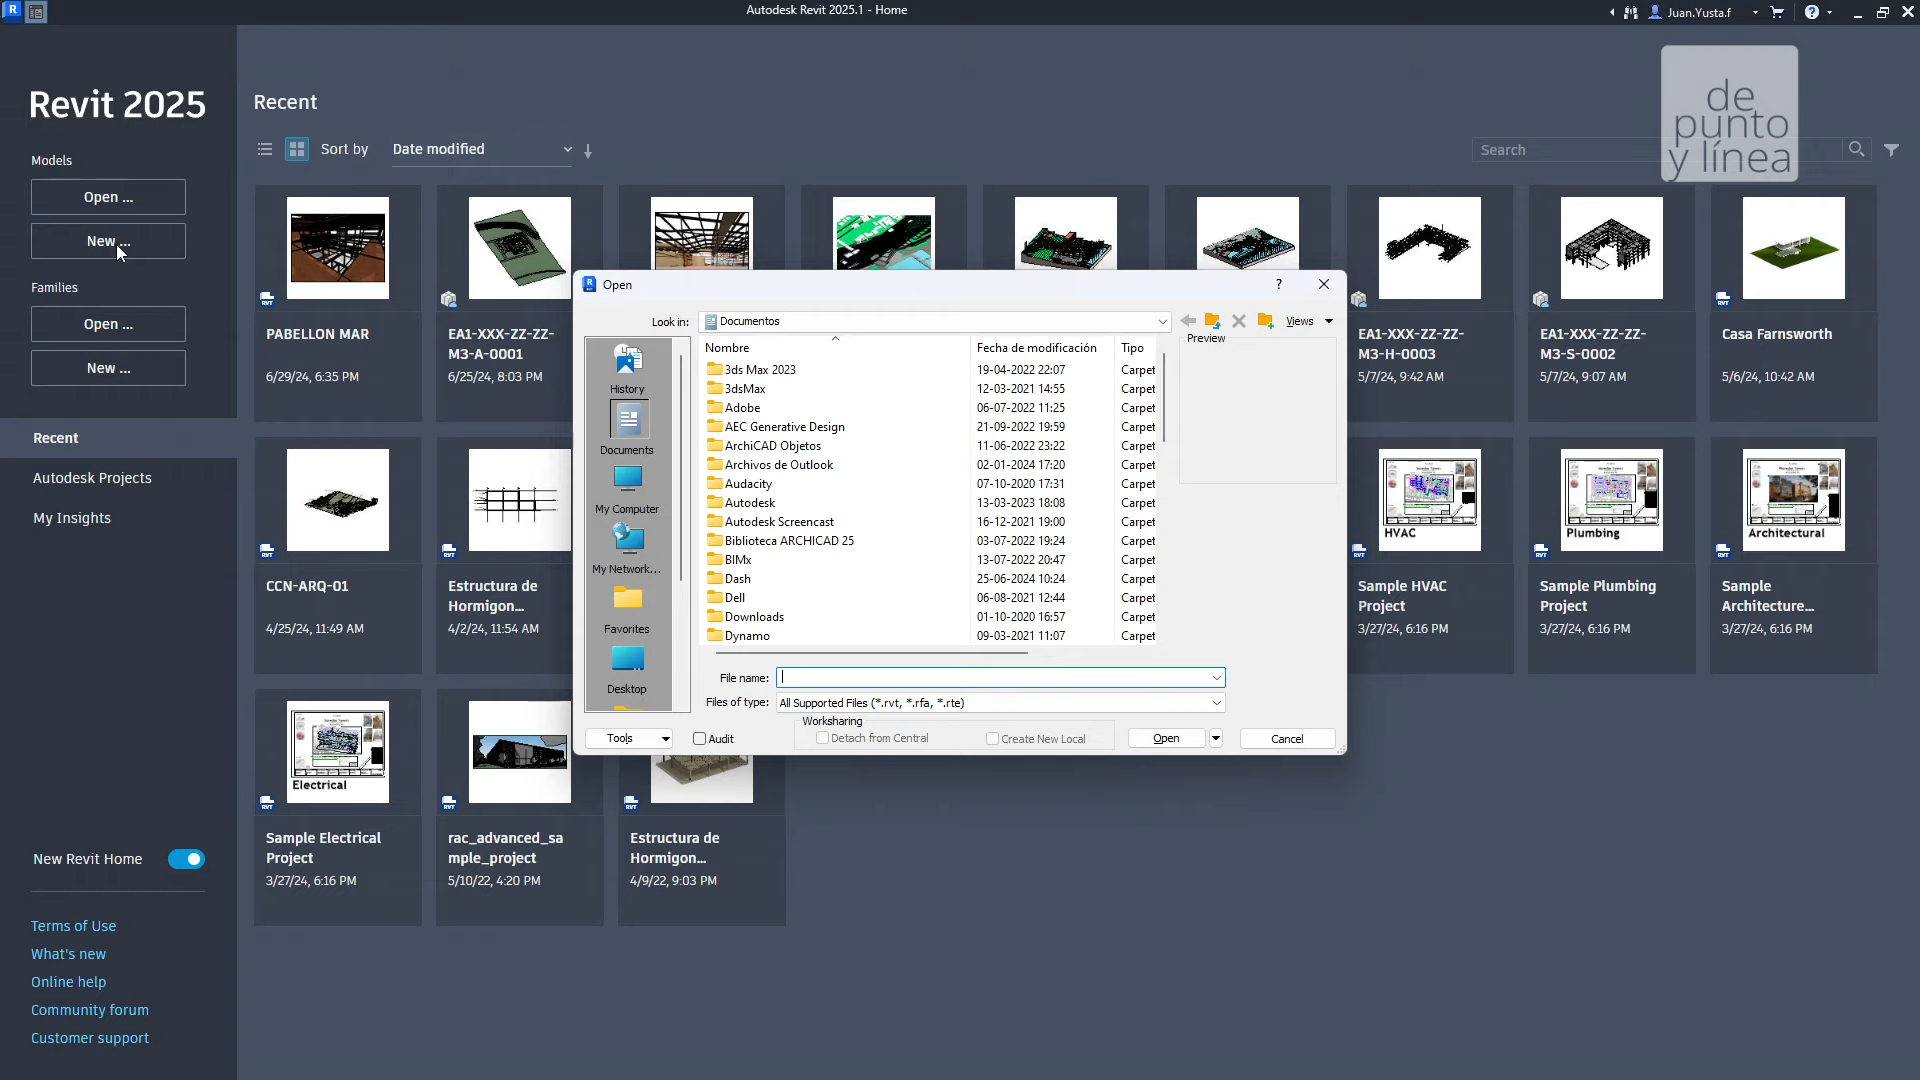 R
Autodesk Revit 2025.1 - Home
Juan.Yusta.f
?
Revit 2025
Models
Open ...
New ...
Families
Open ...
New ...
Recent
Autodesk Projects
My Insights
New Revit Home
Terms of Use
What's new
Online help
Community forum
Customer support
Recent
Sort by
Date modified
Search
de
punto
y línea
RVT
PABELLON MAR
6/29/24, 6:35 PM
EA1-XXX-ZZ-ZZ-
M3-A-0001
6/25/24, 8:03 PM
EA1-XXX-ZZ-ZZ-
M3-H-0003
5/7/24, 9:42 AM
EA1-XXX-ZZ-ZZ-
M3-S-0002
5/7/24, 9:07 AM
RVT
Casa Farnsworth
5/6/24, 10:42 AM
RVT
CCN-ARQ-01
4/25/24, 11:49 AM
RVT
Estructura de
Hormigon...
4/2/24, 11:54 AM
HVAC
RVT
Sample HVAC
Project
3/27/24, 6:16 PM
Plumbing
RVT
Sample Plumbing
Project
3/27/24, 6:16 PM
Architectural
RVT
Sample
Architecture...
3/27/24, 6:16 PM
Electrical
RVT
Sample Electrical
Project
3/27/24, 6:16 PM
RVT
rac_advanced_sa
mple_project
5/10/22, 4:20 PM
RVT
Estructura de
Hormigon...
4/9/22, 9:03 PM
R
Open
?
Look in:
Documentos
Views
History
Documents
My Computer
My Network...
Favorites
Desktop
Nombre Fecha de modificación Tipo
3ds Max 2023 19-04-2022 22:07 Carpet
3dsMax 12-03-2021 14:55 Carpet
Adobe 06-07-2022 11:25 Carpet
AEC Generative Design 21-09-2022 19:59 Carpet
ArchiCAD Objetos 11-06-2022 23:22 Carpet
Archivos de Outlook 02-01-2024 17:20 Carpet
Audacity 07-10-2020 17:31 Carpet
Autodesk 13-03-2023 18:08 Carpet
Autodesk Screencast 16-12-2021 19:00 Carpet
Biblioteca ARCHICAD 25 03-07-2022 19:24 Carpet
BIMx 13-07-2022 20:47 Carpet
Dash 25-06-2024 10:24 Carpet
Dell 06-08-2021 12:44 Carpet
Downloads 01-10-2020 16:57 Carpet
Dynamo 09-03-2021 11:07 Carpet
Preview
File name:
Files of type:
All Supported Files (*.rvt, *.rfa, *.rte)
Tools
Audit
Worksharing
Detach from Central
Create New Local
Open
Cancel